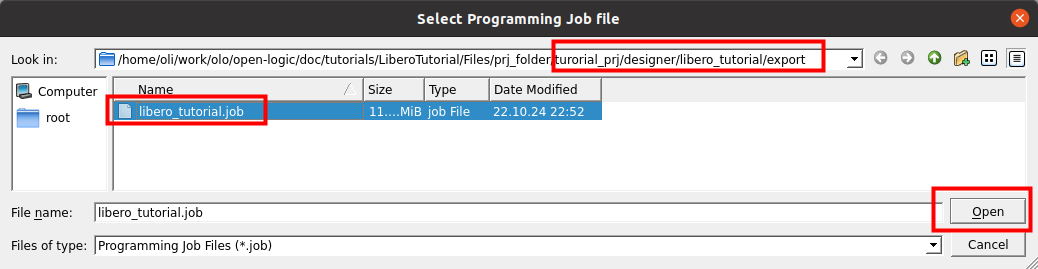 Select Programming Job file
Look in: /home/oli/work/olo/open-logic/doc/tutorials/LiberoTutorial/Files/prj_folder/turorial_prj/designer/libero_tutorial/export
Computer
root
Name Size Type Date Modified
libero_tutorial.job 11....MiB job File 22.10.24 22:52
File name: libero_tutorial.job Open
Files of type: Programming Job Files (*.job) Cancel